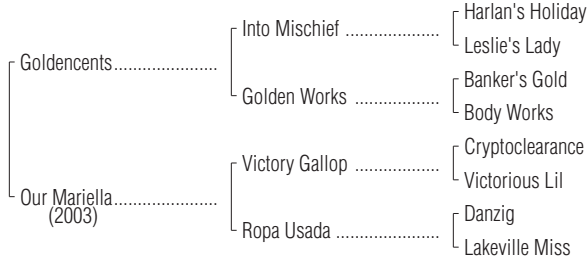 Harlan's Holiday
Into Mischief ....................
Leslie's Lady
Goldencents......................
Banker's Gold
Golden Works ..................
Body Works
Cryptoclearance
Victory Gallop ..................
Victorious Lil
Our Mariella......................
(2003)
Danzig
Ropa Usada ......................
Lakeville Miss